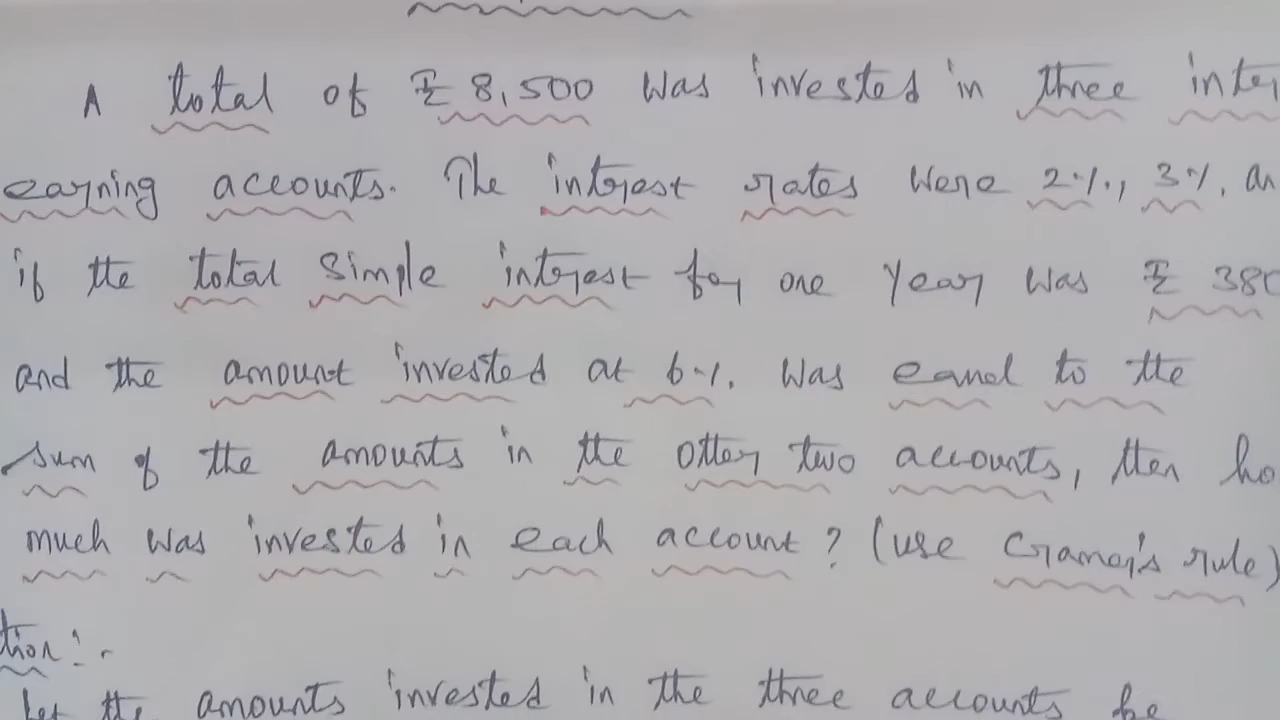 A total of ₹ 8,500 was invested in three inte
earning accounts. The interest rates were 2%, 3%, an
if the total simple interest for one year was ₹ 380
and the amount invested at 6%. was equal to the
sum of the amounts in the other two accounts, then ho
much was invested in each account? (use Cramer's rule)
tion:-
Let the amounts invested in the three accounts be